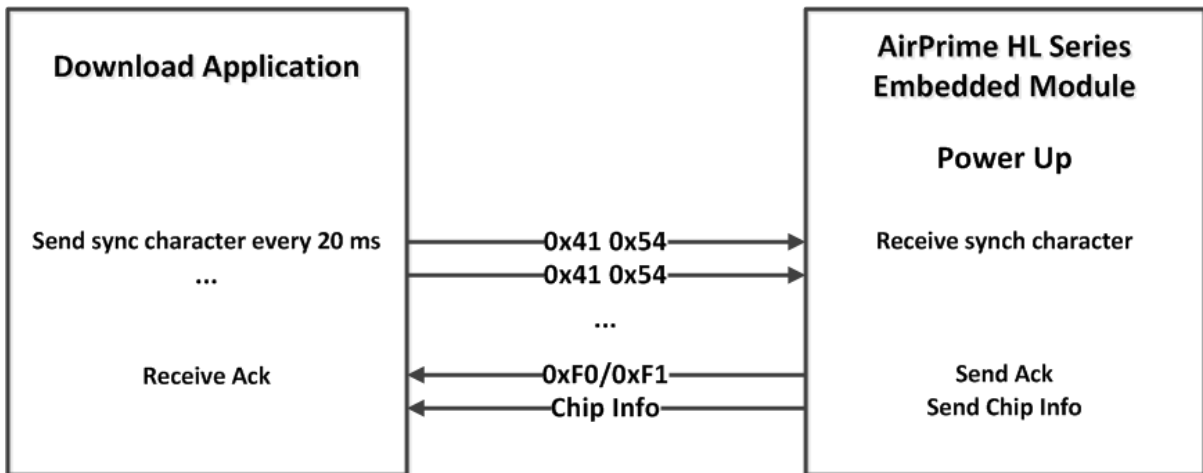 Download Application
AirPrime HL Series
Embedded Module
Power Up
Send sync character every 20 ms
0x41 0x54
Receive synch character
...
0x41 0x54
...
Receive Ack
0xF0/0xF1
Send Ack
Chip Info
Send Chip Info